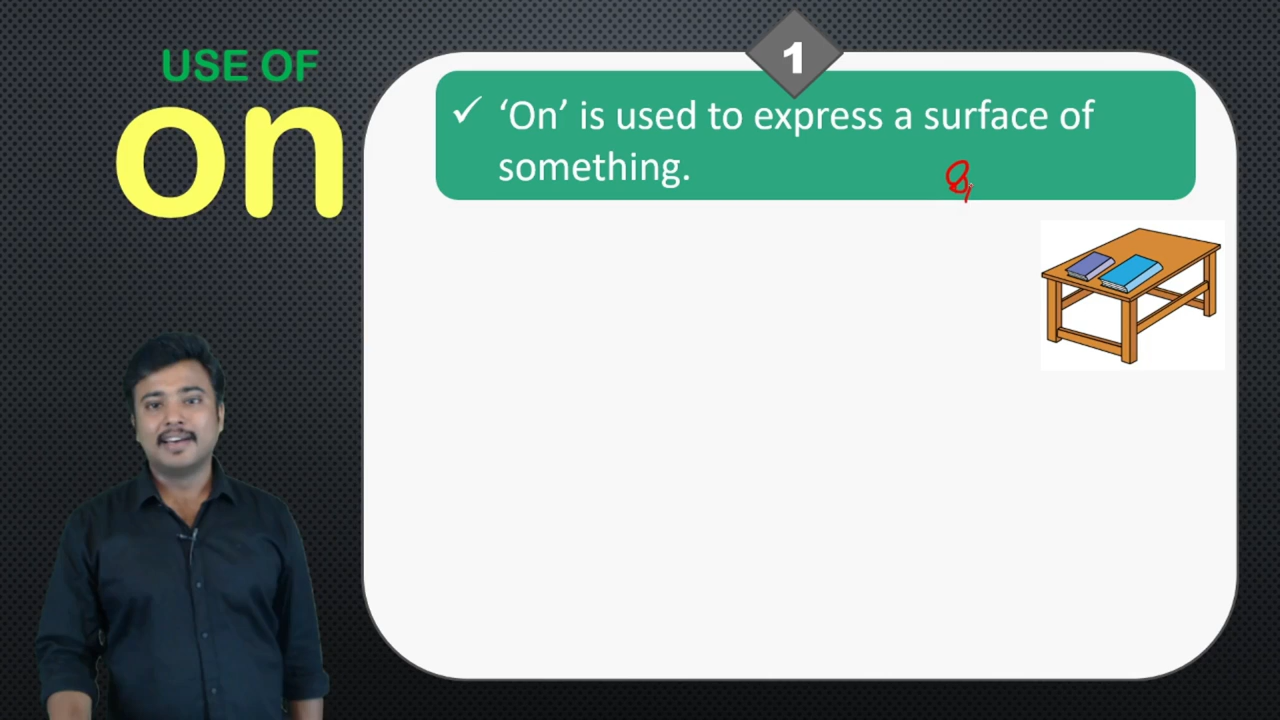 USE OF
on
1
✓ ‘On’ is used to express a surface of
something.